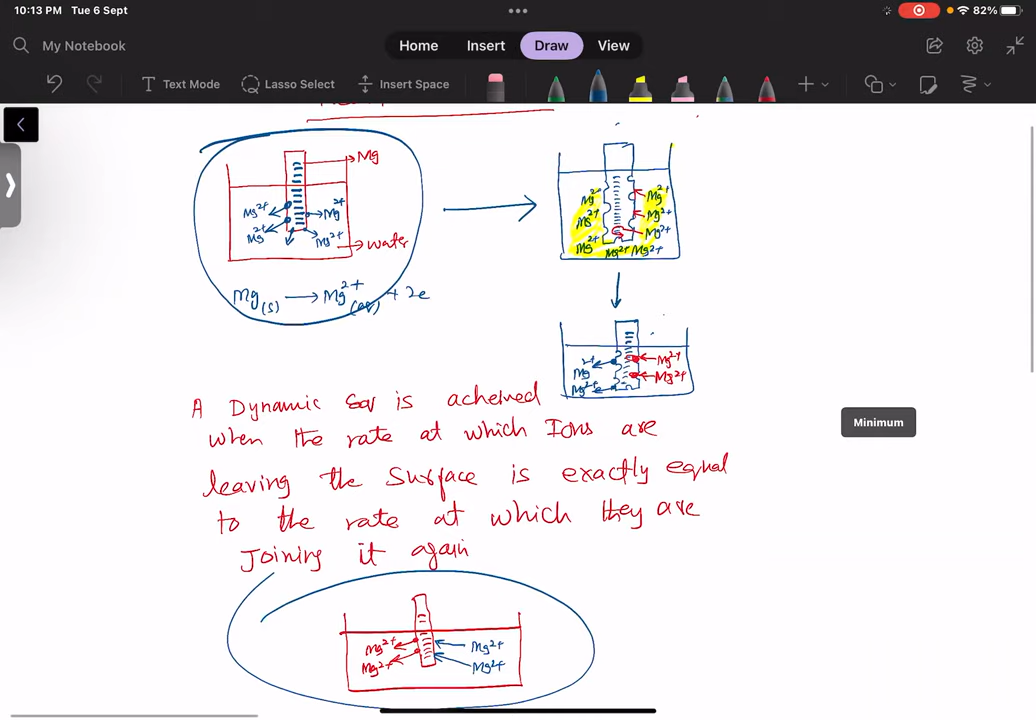 10:13 PM Tue 6 Sept
82%
My Notebook
Home Insert Draw View
Text Mode Lasso Select Insert Space
Mg
Mg2+ Mg2+
Mg2+ Mg2+
water
Mg(s) → Mg2+(aq) + 2e
Mg2+ Mg2+
Mg2+ Mg2+
Mg2+
Mg2+ Mg2+ Mg2+
Mg2+ Mg2+
Mg2+ Mg2+
Minimum
A Dynamic is acheived
when the rate at which Ions are
leaving the Surface is exactly equal
to the rate at which they are
Joining it again
Mg2+ Mg2+
Mg2+ Mg2+